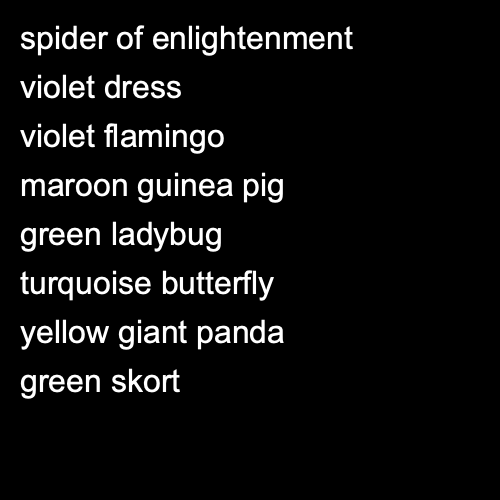 spider of enlightenment
violet dress
violet flamingo
maroon guinea pig
green ladybug
turquoise butterfly
yellow giant panda
green skort